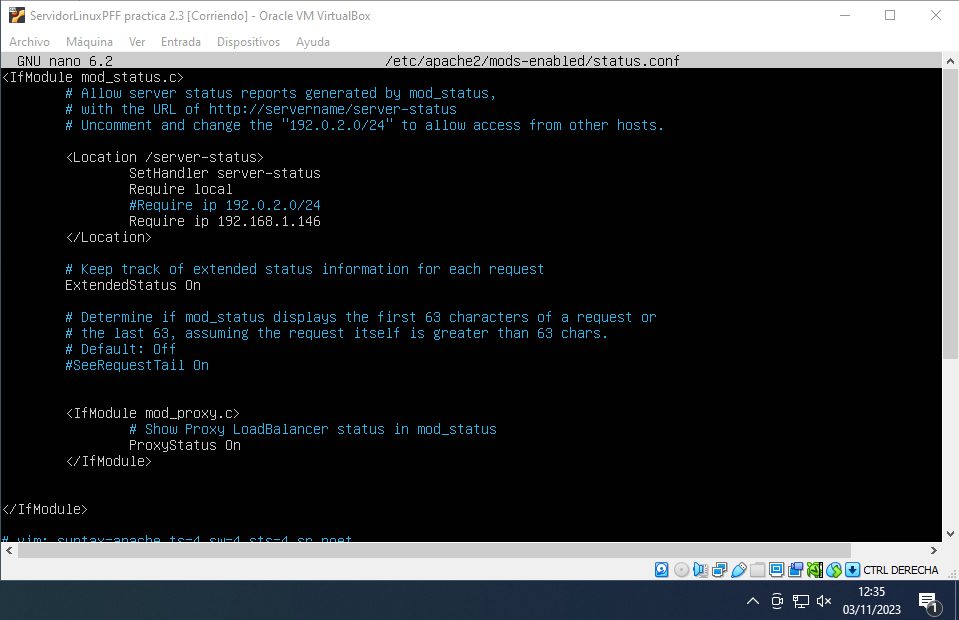 ServidorLinuxPFF practica 2.3 [Corriendo] - Oracle VM VirtualBox
Archivo Máquina Ver Entrada Dispositivos Ayuda
GNU nano 6.2 /etc/apache2/mods-enabled/status.conf
<IfModule mod_status.c>
# Allow server status reports generated by mod_status,
# with the URL of http://servername/server-status
# Uncomment and change the "192.0.2.0/24" to allow access from other hosts.
<Location /server-status>
SetHandler server-status
Require local
#Require ip 192.0.2.0/24
Require ip 192.168.1.146
</Location>
# Keep track of extended status information for each request
ExtendedStatus On
# Determine if mod_status displays the first 63 characters of a request or
# the last 63, assuming the request itself is greater than 63 chars.
# Default: Off
#SeeRequestTail On
<IfModule mod_proxy.c>
# Show Proxy LoadBalancer status in mod_status
ProxyStatus On
</IfModule>
</IfModule>
# vim: syntax=apache ts=4 sw=4 sts=4 sr noet
CTRL DERECHA
12:35
03/11/2023
1